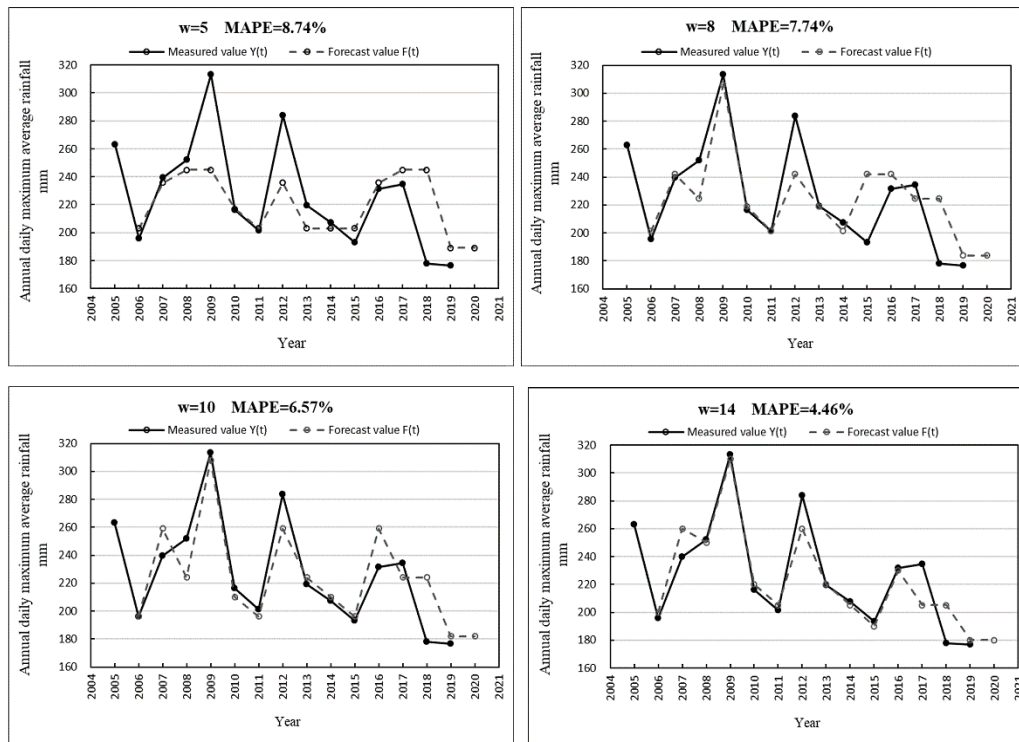 w=5 MAPE=8.74%
Measured value Y(t) Forecast value F(t)
Annual daily maximum average rainfall
mm
320
300
280
260
240
220
200
180
160
2004 2005 2006 2007 2008 2009 2010 2011 2012 2013 2014 2015 2016 2017 2018 2019 2020 2021
Year
w=8 MAPE=7.74%
Measured value Y(t) Forecast value F(t)
Annual daily maximum average rainfall
mm
320
300
280
260
240
220
200
180
160
2004 2005 2006 2007 2008 2009 2010 2011 2012 2013 2014 2015 2016 2017 2018 2019 2020 2021
Year
w=10 MAPE=6.57%
Measured value Y(t) Forecast value F(t)
Annual daily maximum average rainfall
mm
320
300
280
260
240
220
200
180
160
2004 2005 2006 2007 2008 2009 2010 2011 2012 2013 2014 2015 2016 2017 2018 2019 2020 2021
Year
w=14 MAPE=4.46%
Measured value Y(t) Forecast value F(t)
Annual daily maximum average rainfall
mm
320
300
280
260
240
220
200
180
160
2004 2005 2006 2007 2008 2009 2010 2011 2012 2013 2014 2015 2016 2017 2018 2019 2020 2021
Year